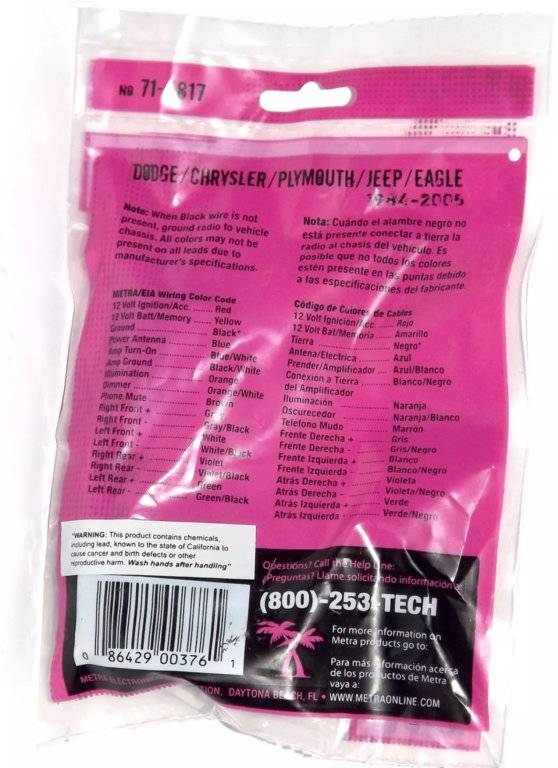 No 71- 817
DODGE/CHRYSLER/PLYMOUTH/JEEP/EAGLE
1984-2005
Note: When Black wire is not
present, ground radio to vehicle
chassis. All colors may not be
present on all leads due to
manufacturer's specifications.
METRA/EIA Wiring Color Code
12 Volt Ignition/Acc. Red
12 Volt Bat/Memory Yellow
Ground Black*
Power Antenna Blue
Amp Turn-On Blue/White
Amp Ground Black/White
Illumination Orange
Dimmer Orange/White
Phone Mute Brown
Right Front + Gray
Right Front - Gray/Black
Left Front + White
Left Front - White/Black
Right Rear + Violet
Right Rear - Violet/Black
Left Rear + Green
Left Rear - Green/Black
Nota: Cuándo el alambre negro no
está presente conectar a tierra la
radio al chasis del vehículo. Es
posible que no todos los colores
estén presente en las puntas debido
a las especificaciones del fabricante.
Código de Colores de Cables
12 Volt Ignición/Acc. Rojo
12 Volt Bat/Memoria Amarillo
Tierra Negro*
Antena/Electrica Azul
Prender/Amplificador Azul/Blanco
Conexion a Tierra Blanco/Negro
del Amplificador
Iluminación Naranja
Oscurecedor Naranja/Blanco
Telefono Mudo Marrón
Frente Derecha + Gris
Frente Derecha - Gris/Negro
Frente Izquierda + Blanco
Frente Izquierda - Blanco/Negro
Atrás Derecha + Violeta
Atrás Derecha - Violeta/Negro
Atrás Izquierda + Verde
Atrás Izquierda - Verde/Negro
"WARNING: This product contains chemicals,
including lead, known to the state of California to
cause cancer and birth defects or other
reproductive harm. Wash hands after handling"
Questions? Call the Help Line:
¿Preguntas? Llame solicitando información a:
(800)-253-TECH
For more information on
Metra products go to:
Para más información acerca
de los productos de Metra
vaya a:
0 86429 00376 1
METRA ELECTRONICS DAYTONA BEACH, FL • WWW.METRAONLINE.COM